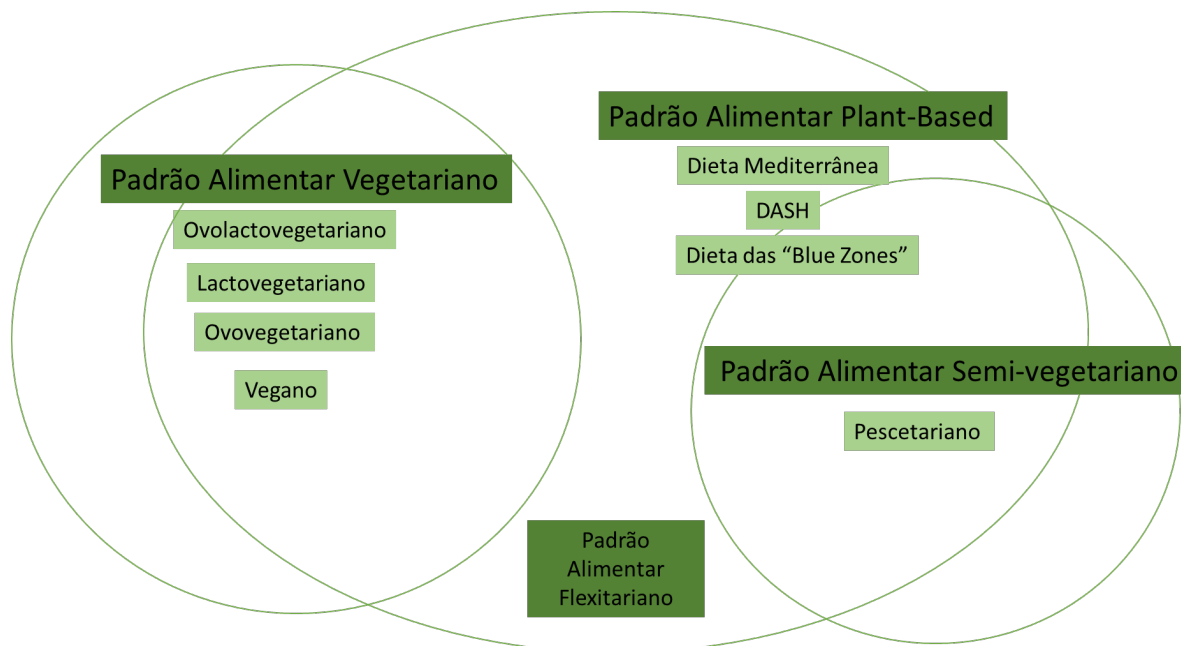 Padrão Alimentar Plant-Based
Dieta Mediterrânea
DASH
Dieta das “Blue Zones”
Padrão Alimentar Vegetariano
Ovolactovegetariano
Lactovegetariano
Ovovegetariano
Vegano
Padrão Alimentar Semi-vegetariano
Pescetariano
Padrão
Alimentar
Flexitariano